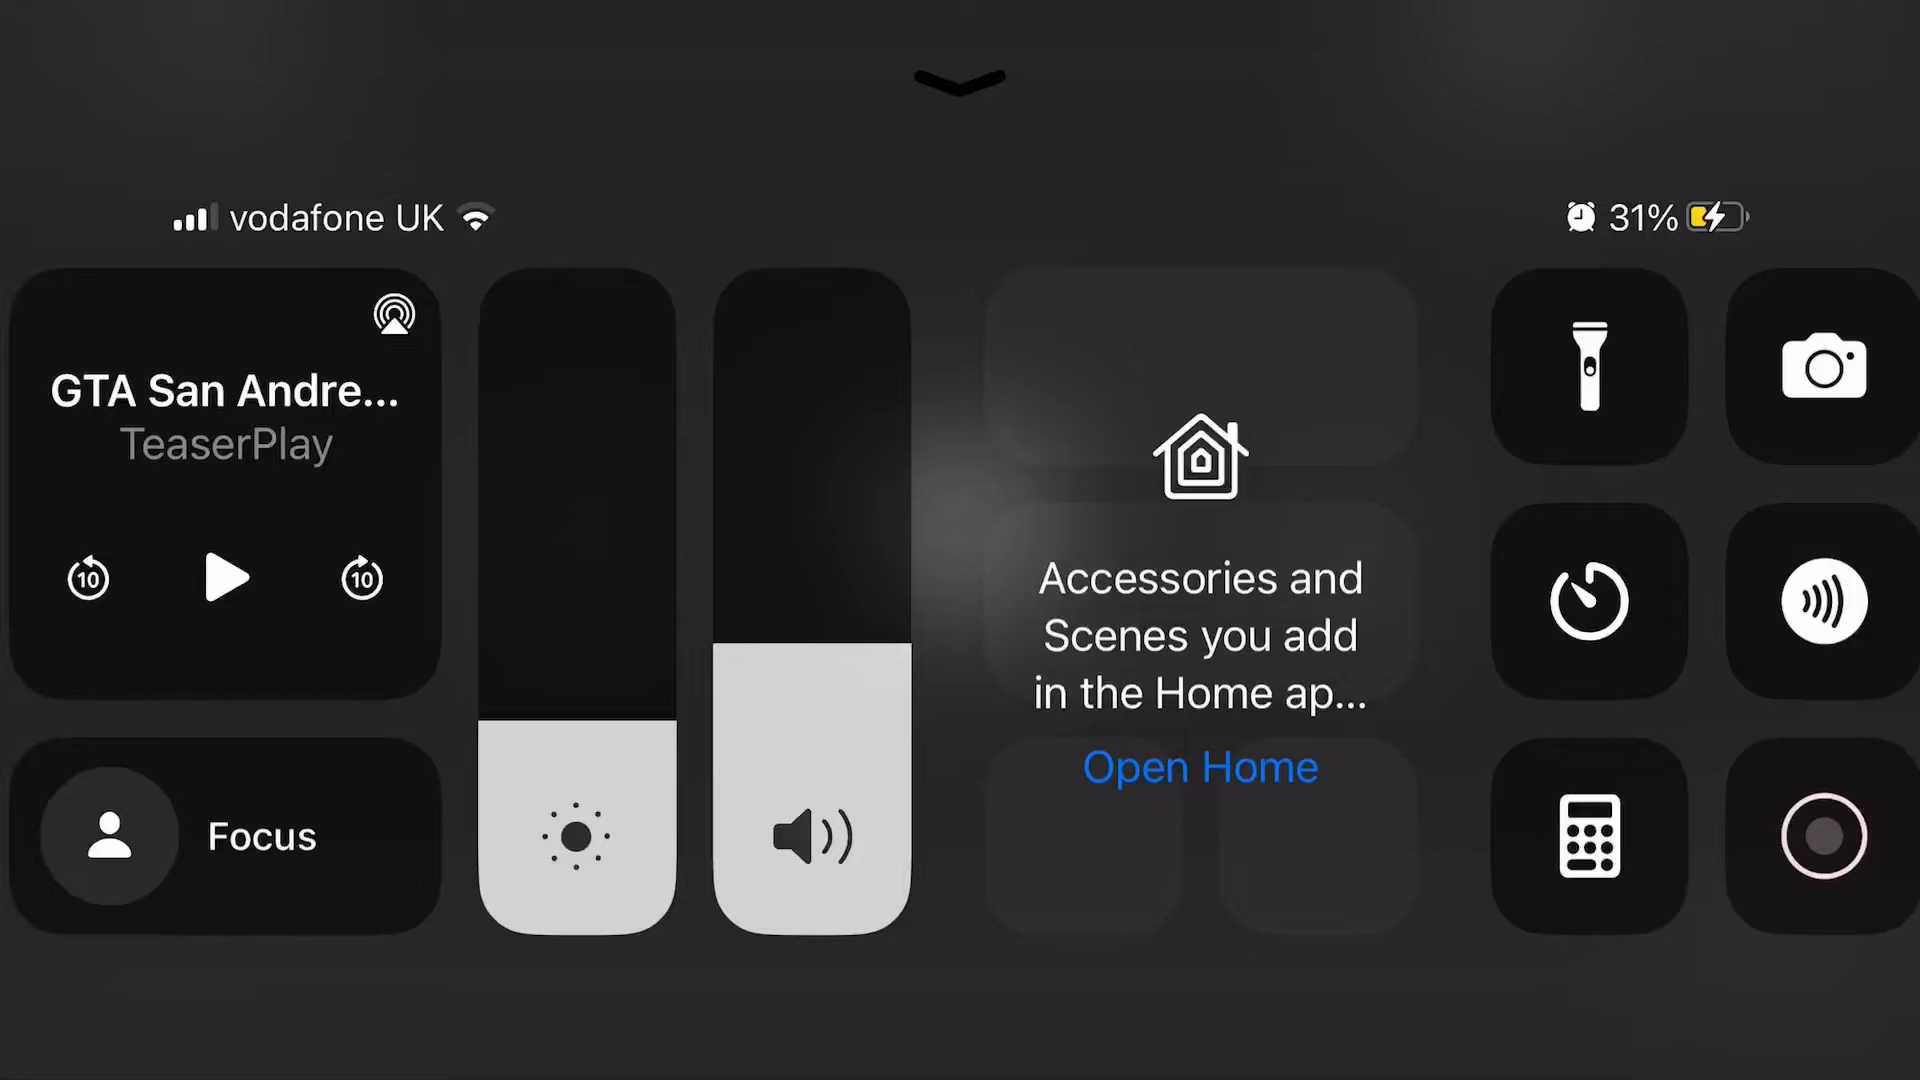 vodafone UK
31%
GTA San Andre...
TeaserPlay
10
10
Focus
Accessories and
Scenes you add
in the Home ap...
Open Home